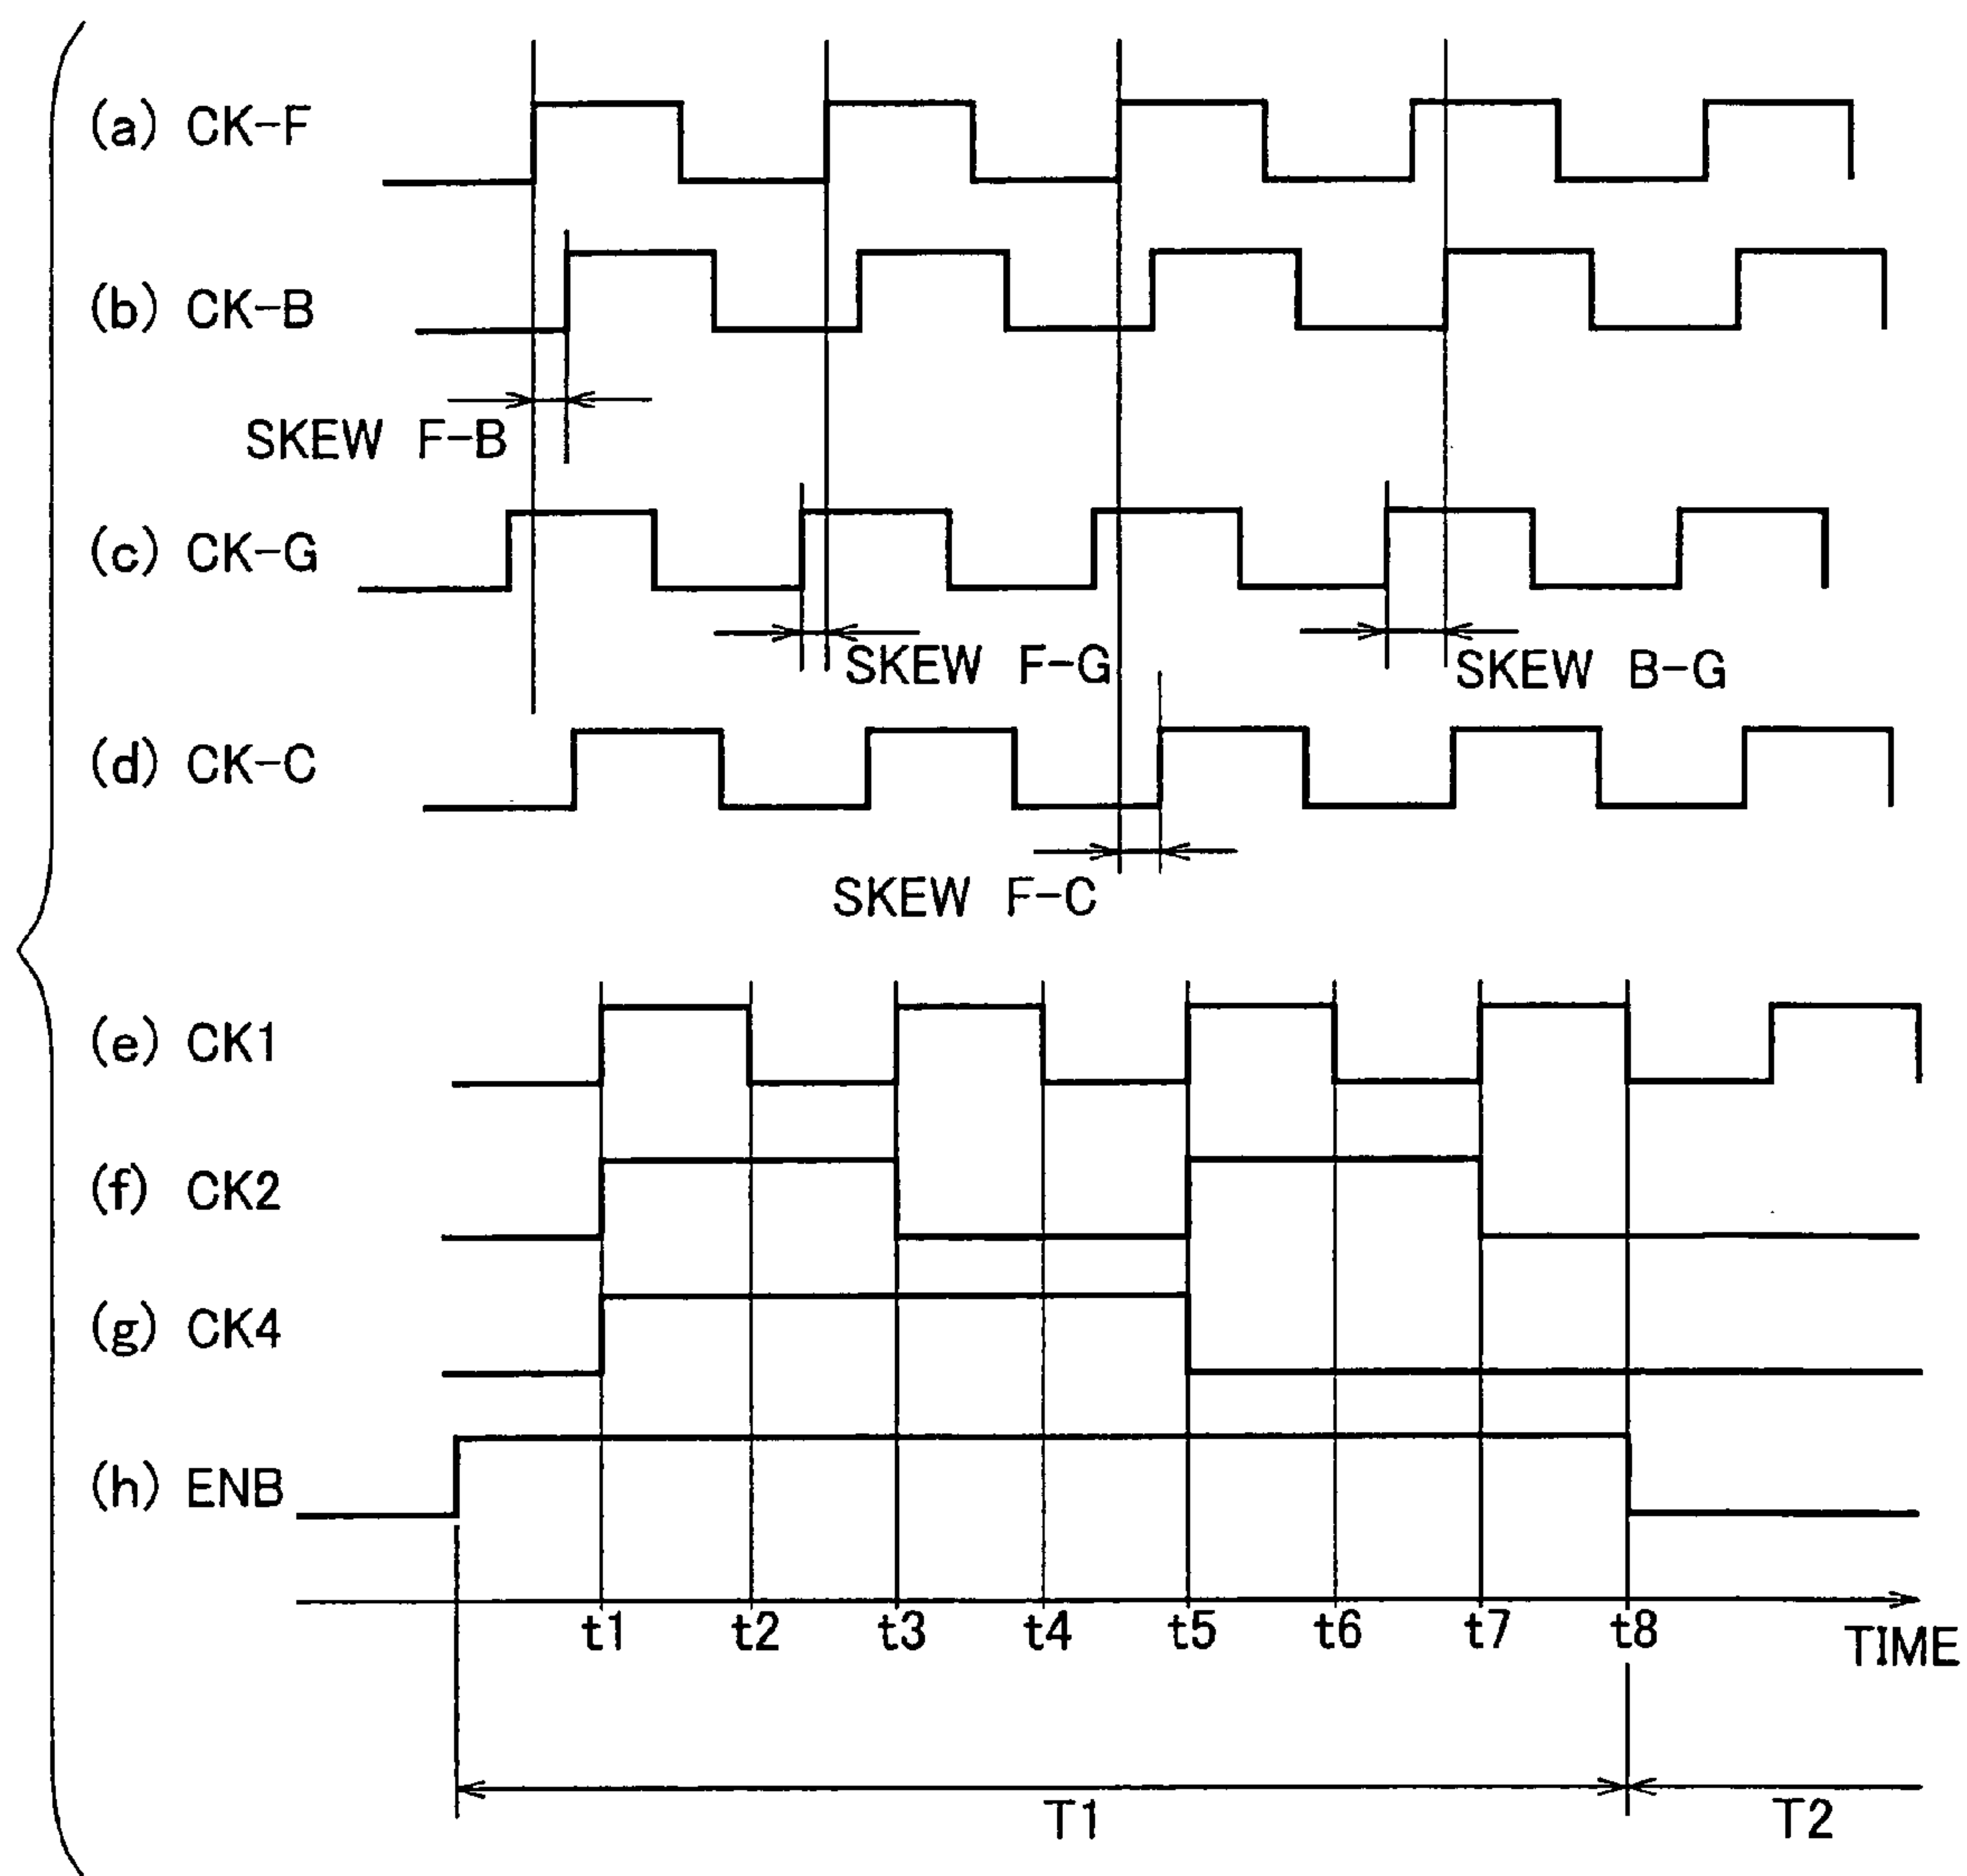 (a) CK-F
(b) CK-B
SKEW F-B
(c) CK-G
SKEW F-G
SKEW B-G
(d) CK-C
SKEW F-C
(e) CK1
(f) CK2
(g) CK4
(h) ENB
t1 t2 t3 t4 t5 t6 t7 t8
TIME
T1 T2